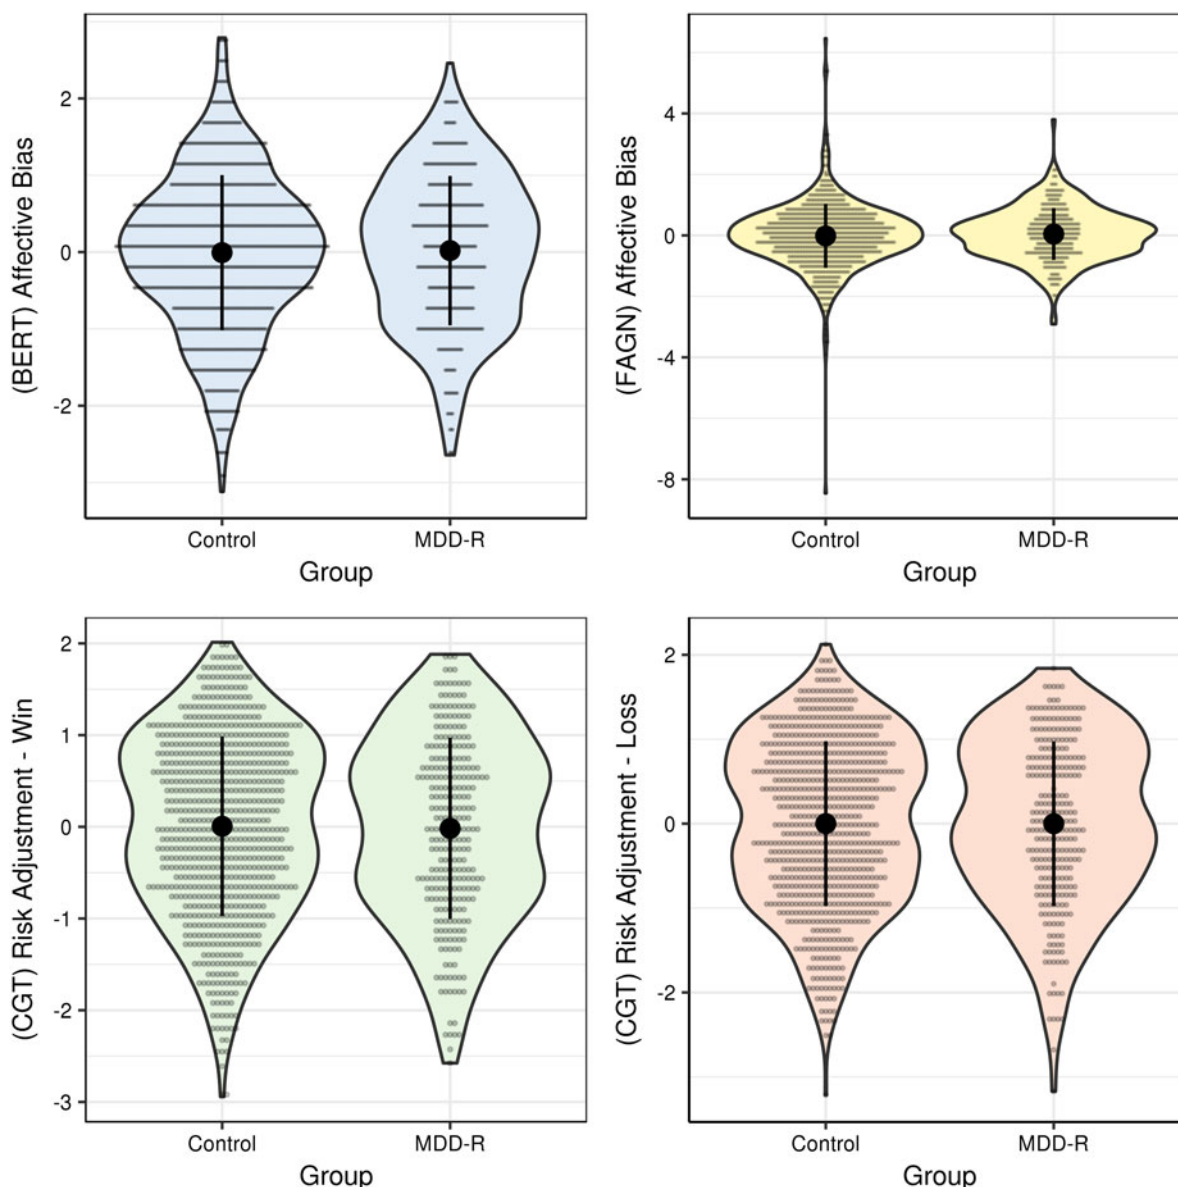 (BERT) Affective Bias
2
0
-2
Control MDD-R
Group
(FAGN) Affective Bias
4
0
-4
-8
Control MDD-R
Group
(CGT) Risk Adjustment - Win
2
1
0
-1
-2
-3
Control MDD-R
Group
(CGT) Risk Adjustment - Loss
2
0
-2
Control MDD-R
Group